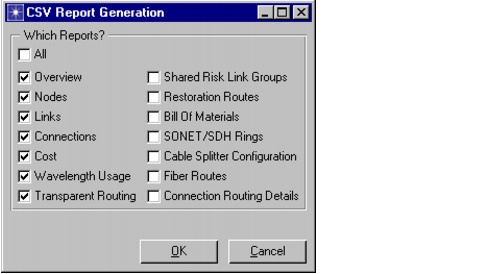 CSV Report Generation
Which Reports?
All
Overview
Nodes
Links
Connections
Cost
Wavelength Usage
Transparent Routing
Shared Risk Link Groups
Restoration Routes
Bill Of Materials
SONET/SDH Rings
Cable Splitter Configuration
Fiber Routes
Connection Routing Details
OK
Cancel